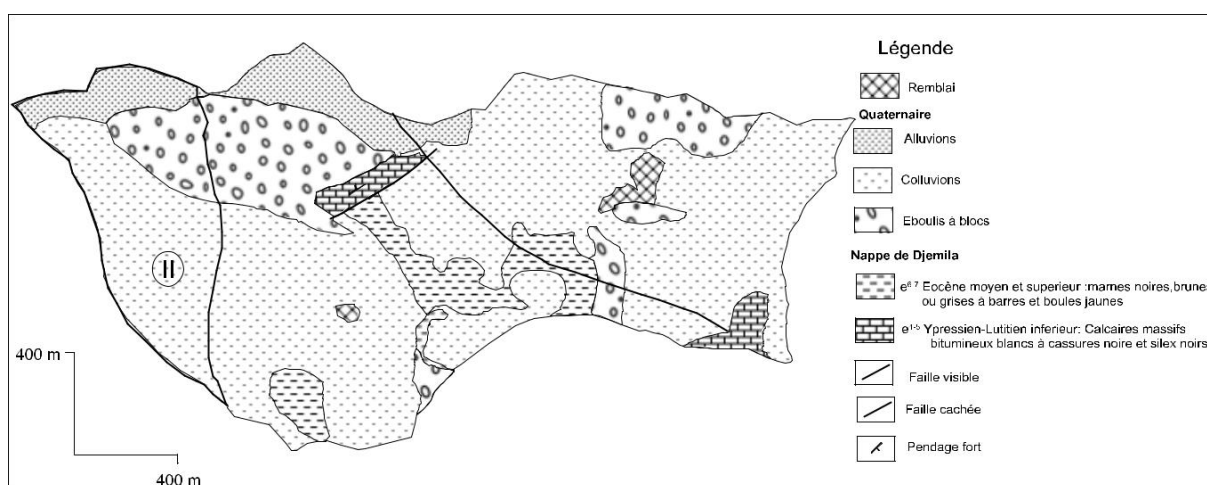 Légende
Remblai
Quaternaire
Alluvions
Colluvions
Eboulis à blocs
Nappe de Djemila
e6-7 Eocène moyen et superieur :marnes noires,brunes
ou grises à barres et boules jaunes
e1-5 Ypressien-Lutitien inferieur: Calcaires massifs
bitumineux blancs à cassures noire et silex noirs
Faille visible
Faille cachée
Pendage fort
II
400 m
400 m